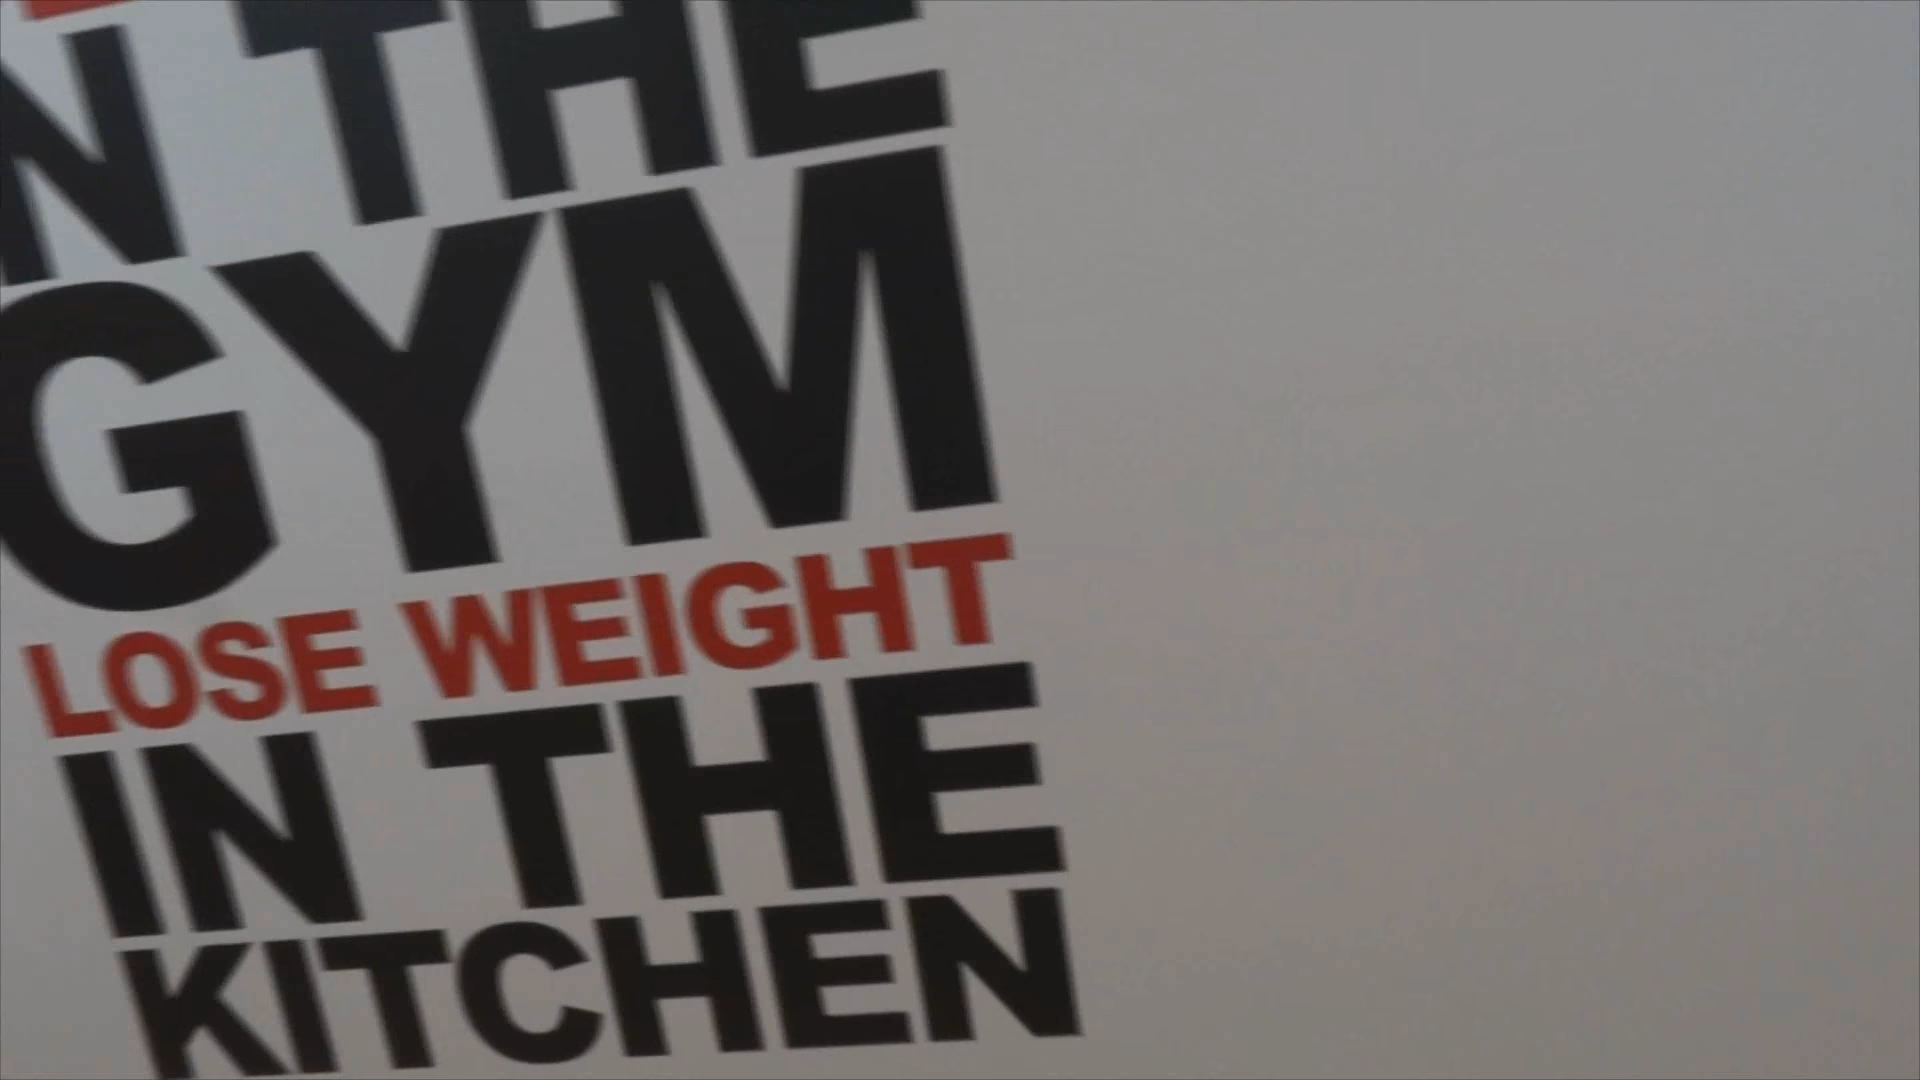 N THE
GYM
LOSE WEIGHT
IN THE
KITCHEN